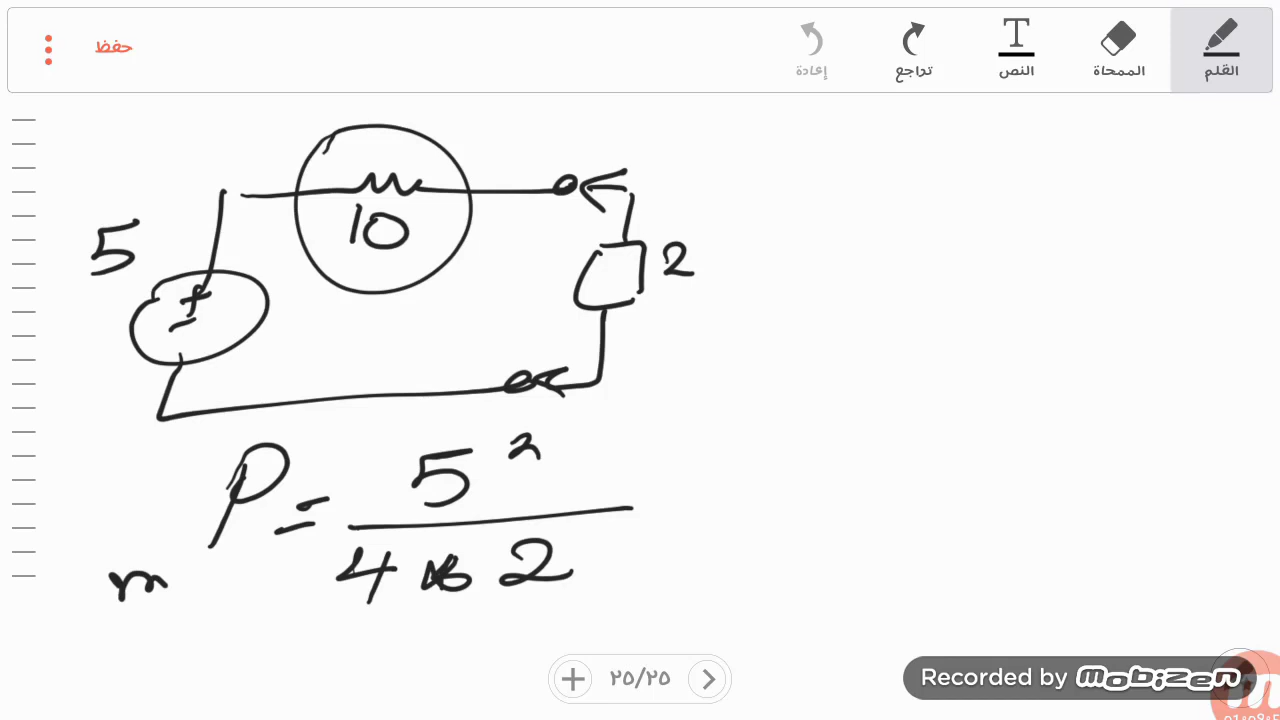 حفظ
إعادة
تراجع
النص
الممحاة
القلم
5
+
-
10
2
P = 5²
4 * 2
٢٥/٢٥
Recorded by mobizen